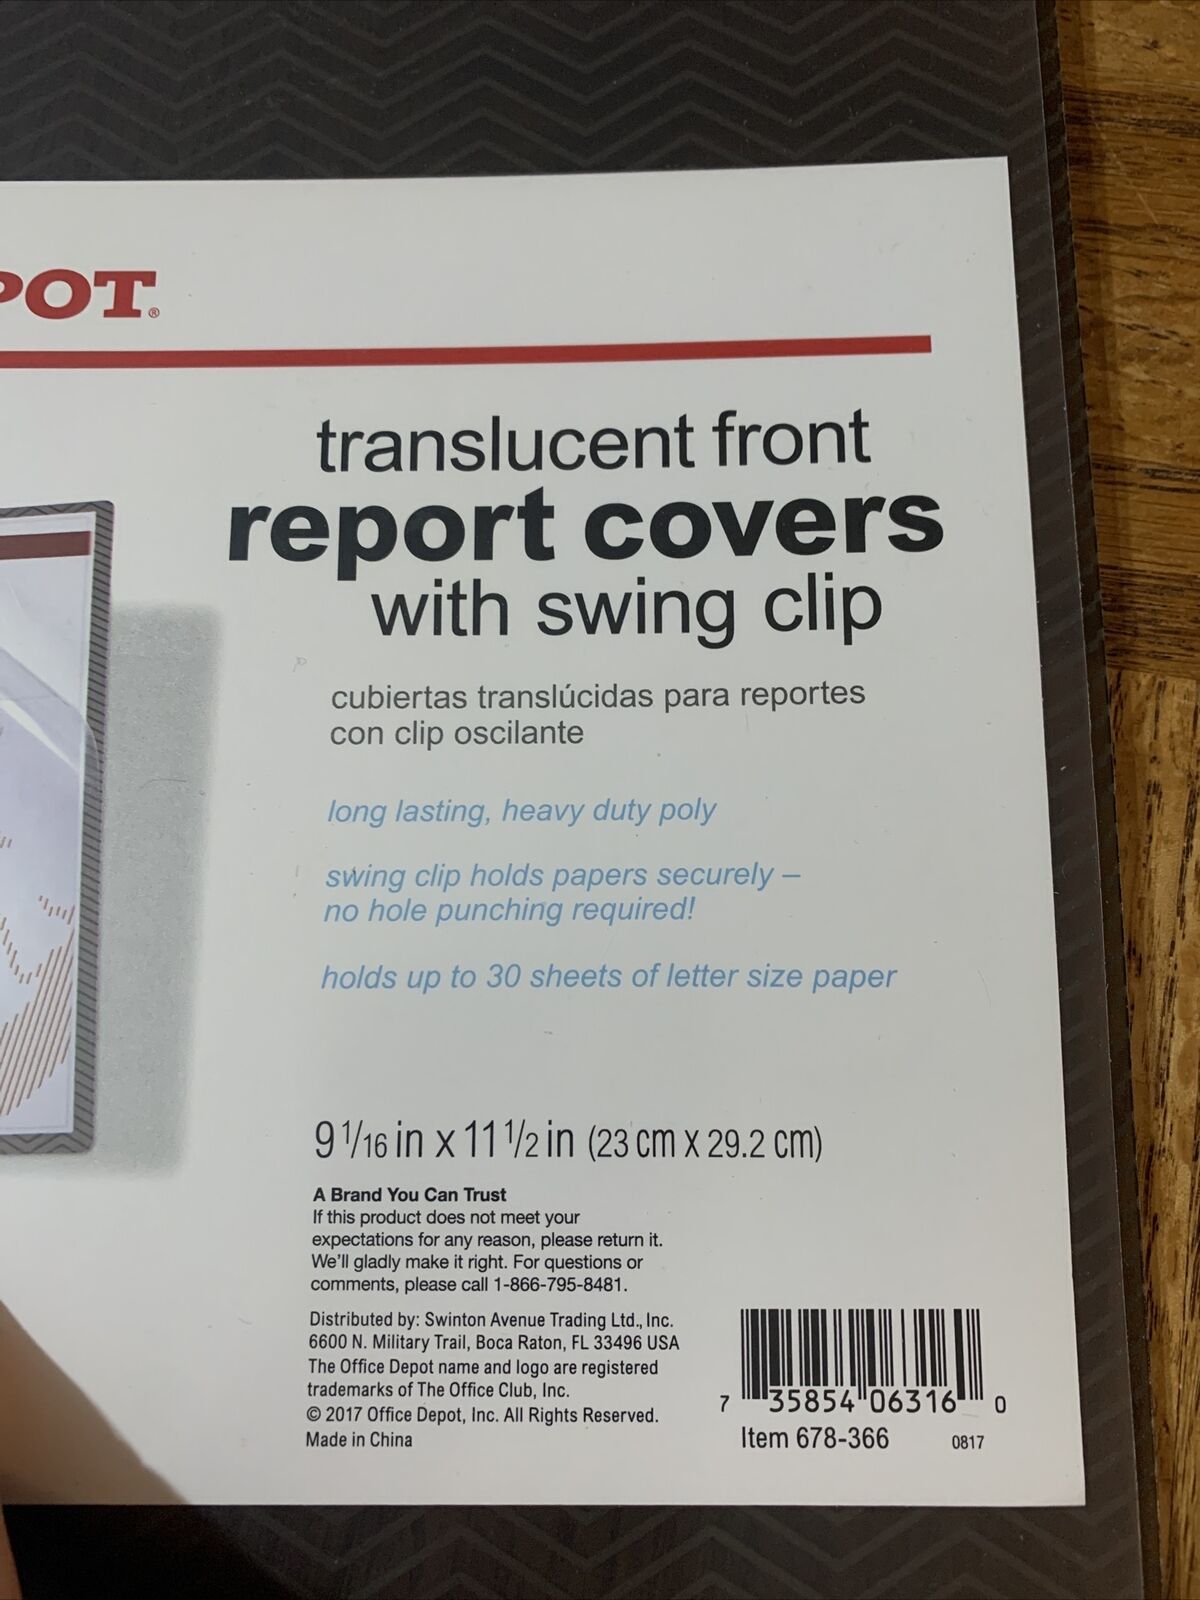 POT®
translucent front
report covers
with swing clip
cubiertas translúcidas para reportes
con clip oscilante
long lasting, heavy duty poly
swing clip holds papers securely –
no hole punching required!
holds up to 30 sheets of letter size paper
9 1/16 in x 11 1/2 in (23 cm x 29.2 cm)
A Brand You Can Trust
If this product does not meet your
expectations for any reason, please return it.
We'll gladly make it right. For questions or
comments, please call 1-866-795-8481.
Distributed by: Swinton Avenue Trading Ltd., Inc.
6600 N. Military Trail, Boca Raton, FL 33496 USA
The Office Depot name and logo are registered
trademarks of The Office Club, Inc.
© 2017 Office Depot, Inc. All Rights Reserved.
Made in China
7 35854 06316 0
Item 678-366 0817